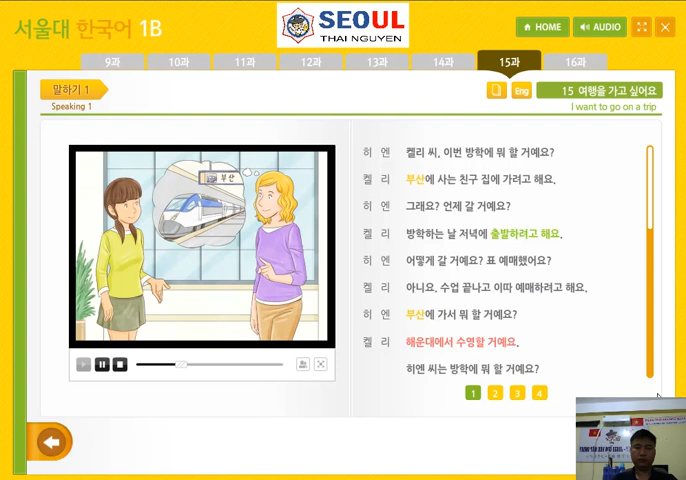 서울대 한국어 1B
SEOUL
THAI NGUYEN
HOME
AUDIO
9과
10과
11과
12과
13과
14과
15과
16과
말하기 1
Speaking 1
Eng
15 여행을 가고 싶어요
I want to go on a trip
부산
히 엔 켈리 씨, 이번 방학에 뭐 할 거예요?
켈 리 부산에 사는 친구 집에 가려고 해요.
히 엔 그래요? 언제 갈 거예요?
켈 리 방학하는 날 저녁에 출발하려고 해요.
히 엔 어떻게 갈 거예요? 표 예매했어요?
켈 리 아니요. 수업 끝나고 이따 예매하려고 해요.
히 엔 부산에 가서 뭐 할 거예요?
켈 리 해운대에서 수영할 거예요.
히엔 씨는 방학에 뭐 할 거예요?
1 2 3 4